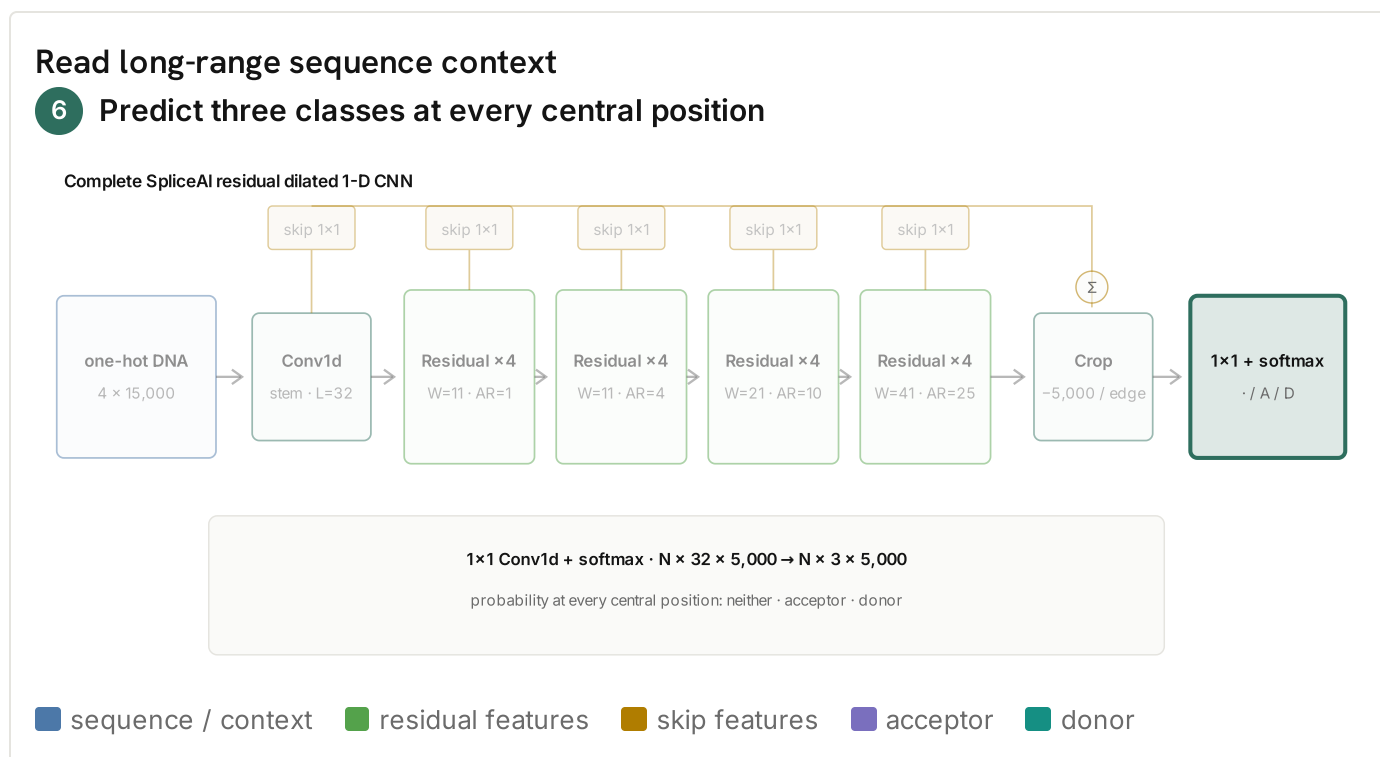 Read long-range sequence context
6 Predict three classes at every central position
Complete SpliceAI residual dilated 1-D CNN
skip 1×1
skip 1×1
skip 1×1
skip 1×1
skip 1×1
Σ
one-hot DNA
4 × 15,000
Conv1d
stem · L=32
Residual ×4
W=11 · AR=1
Residual ×4
W=11 · AR=4
Residual ×4
W=21 · AR=10
Residual ×4
W=41 · AR=25
Crop
−5,000 / edge
1×1 + softmax
· / A / D
1×1 Conv1d + softmax · N × 32 × 5,000 → N × 3 × 5,000
probability at every central position: neither · acceptor · donor
sequence / context
residual features
skip features
acceptor
donor